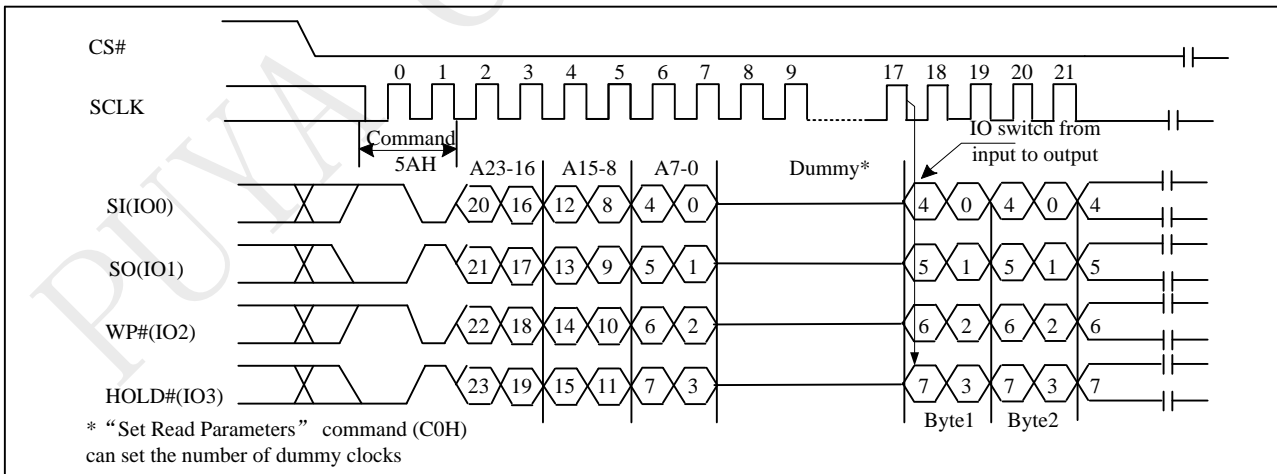 PUYA
CS#
0 1 2 3 4 5 6 7 8 9 17 18 19 20 21
SCLK
Command
5AH
IO switch from
input to output
A23-16 A15-8 A7-0 Dummy*
SI(IO0) 20 16 12 8 4 0 4 0 4 0 4
SO(IO1) 21 17 13 9 5 1 5 1 5 1 5
WP#(IO2) 22 18 14 10 6 2 6 2 6 2 6
HOLD#(IO3) 23 19 15 11 7 3 7 3 7 3 7
Byte1 Byte2
* “Set Read Parameters” command (C0H)
can set the number of dummy clocks